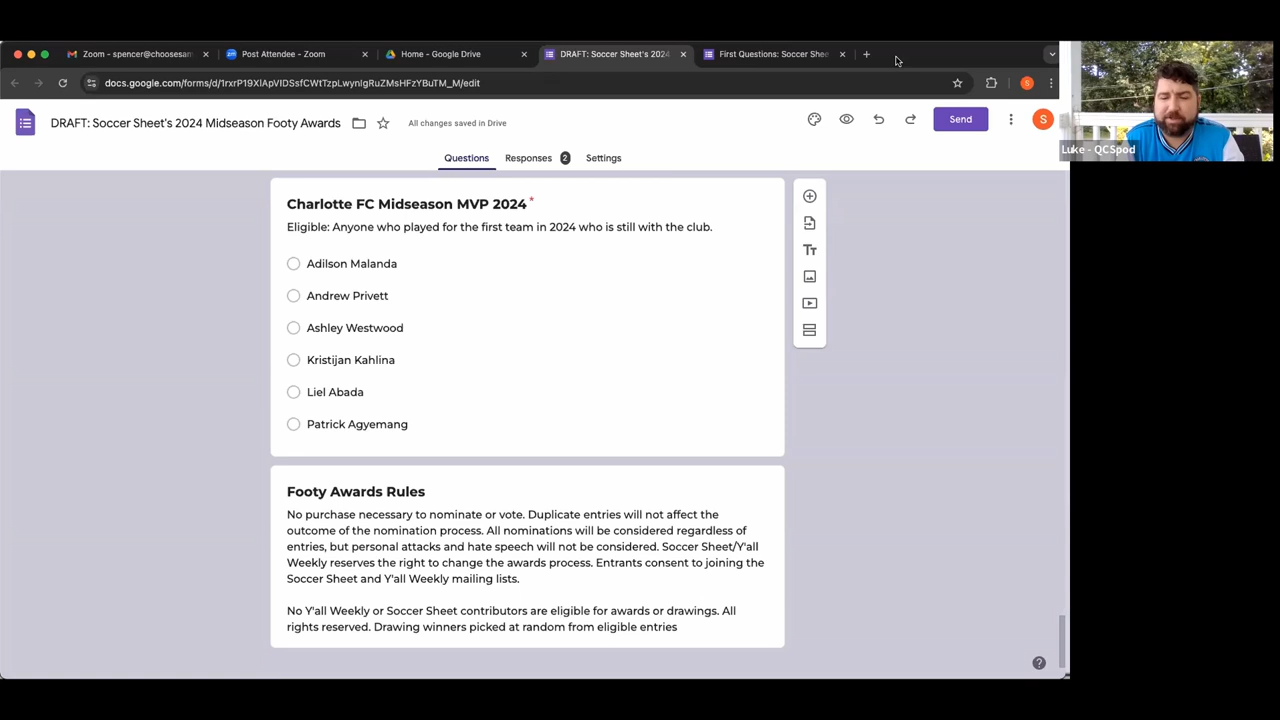 Zoom - spencer@choosesam
Post Attendee - Zoom
Home - Google Drive
DRAFT: Soccer Sheet's 2024
First Questions: Soccer Shee
docs.google.com/forms/d/1rxrP19XlApVIDSsfCWtTzpLwynIgRuZMsHFzYBuTM_M/edit
S
DRAFT: Soccer Sheet's 2024 Midseason Footy Awards
All changes saved in Drive
Send
S
Luke - QCSpod
Questions
Responses 2
Settings
Charlotte FC Midseason MVP 2024 *
Eligible: Anyone who played for the first team in 2024 who is still with the club.
Adilson Malanda
Andrew Privett
Ashley Westwood
Kristijan Kahlina
Liel Abada
Patrick Agyemang
Tт
Footy Awards Rules
No purchase necessary to nominate or vote. Duplicate entries will not affect the
outcome of the nomination process. All nominations will be considered regardless of
entries, but personal attacks and hate speech will not be considered. Soccer Sheet/Y'all
Weekly reserves the right to change the awards process. Entrants consent to joining the
Soccer Sheet and Y'all Weekly mailing lists.
No Y'all Weekly or Soccer Sheet contributors are eligible for awards or drawings. All
rights reserved. Drawing winners picked at random from eligible entries